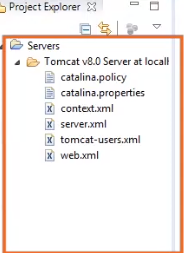 Project Explorer
Servers
Tomcat v8.0 Server at localh
catalina.policy
catalina.properties
context.xml
server.xml
tomcat-users.xml
web.xml